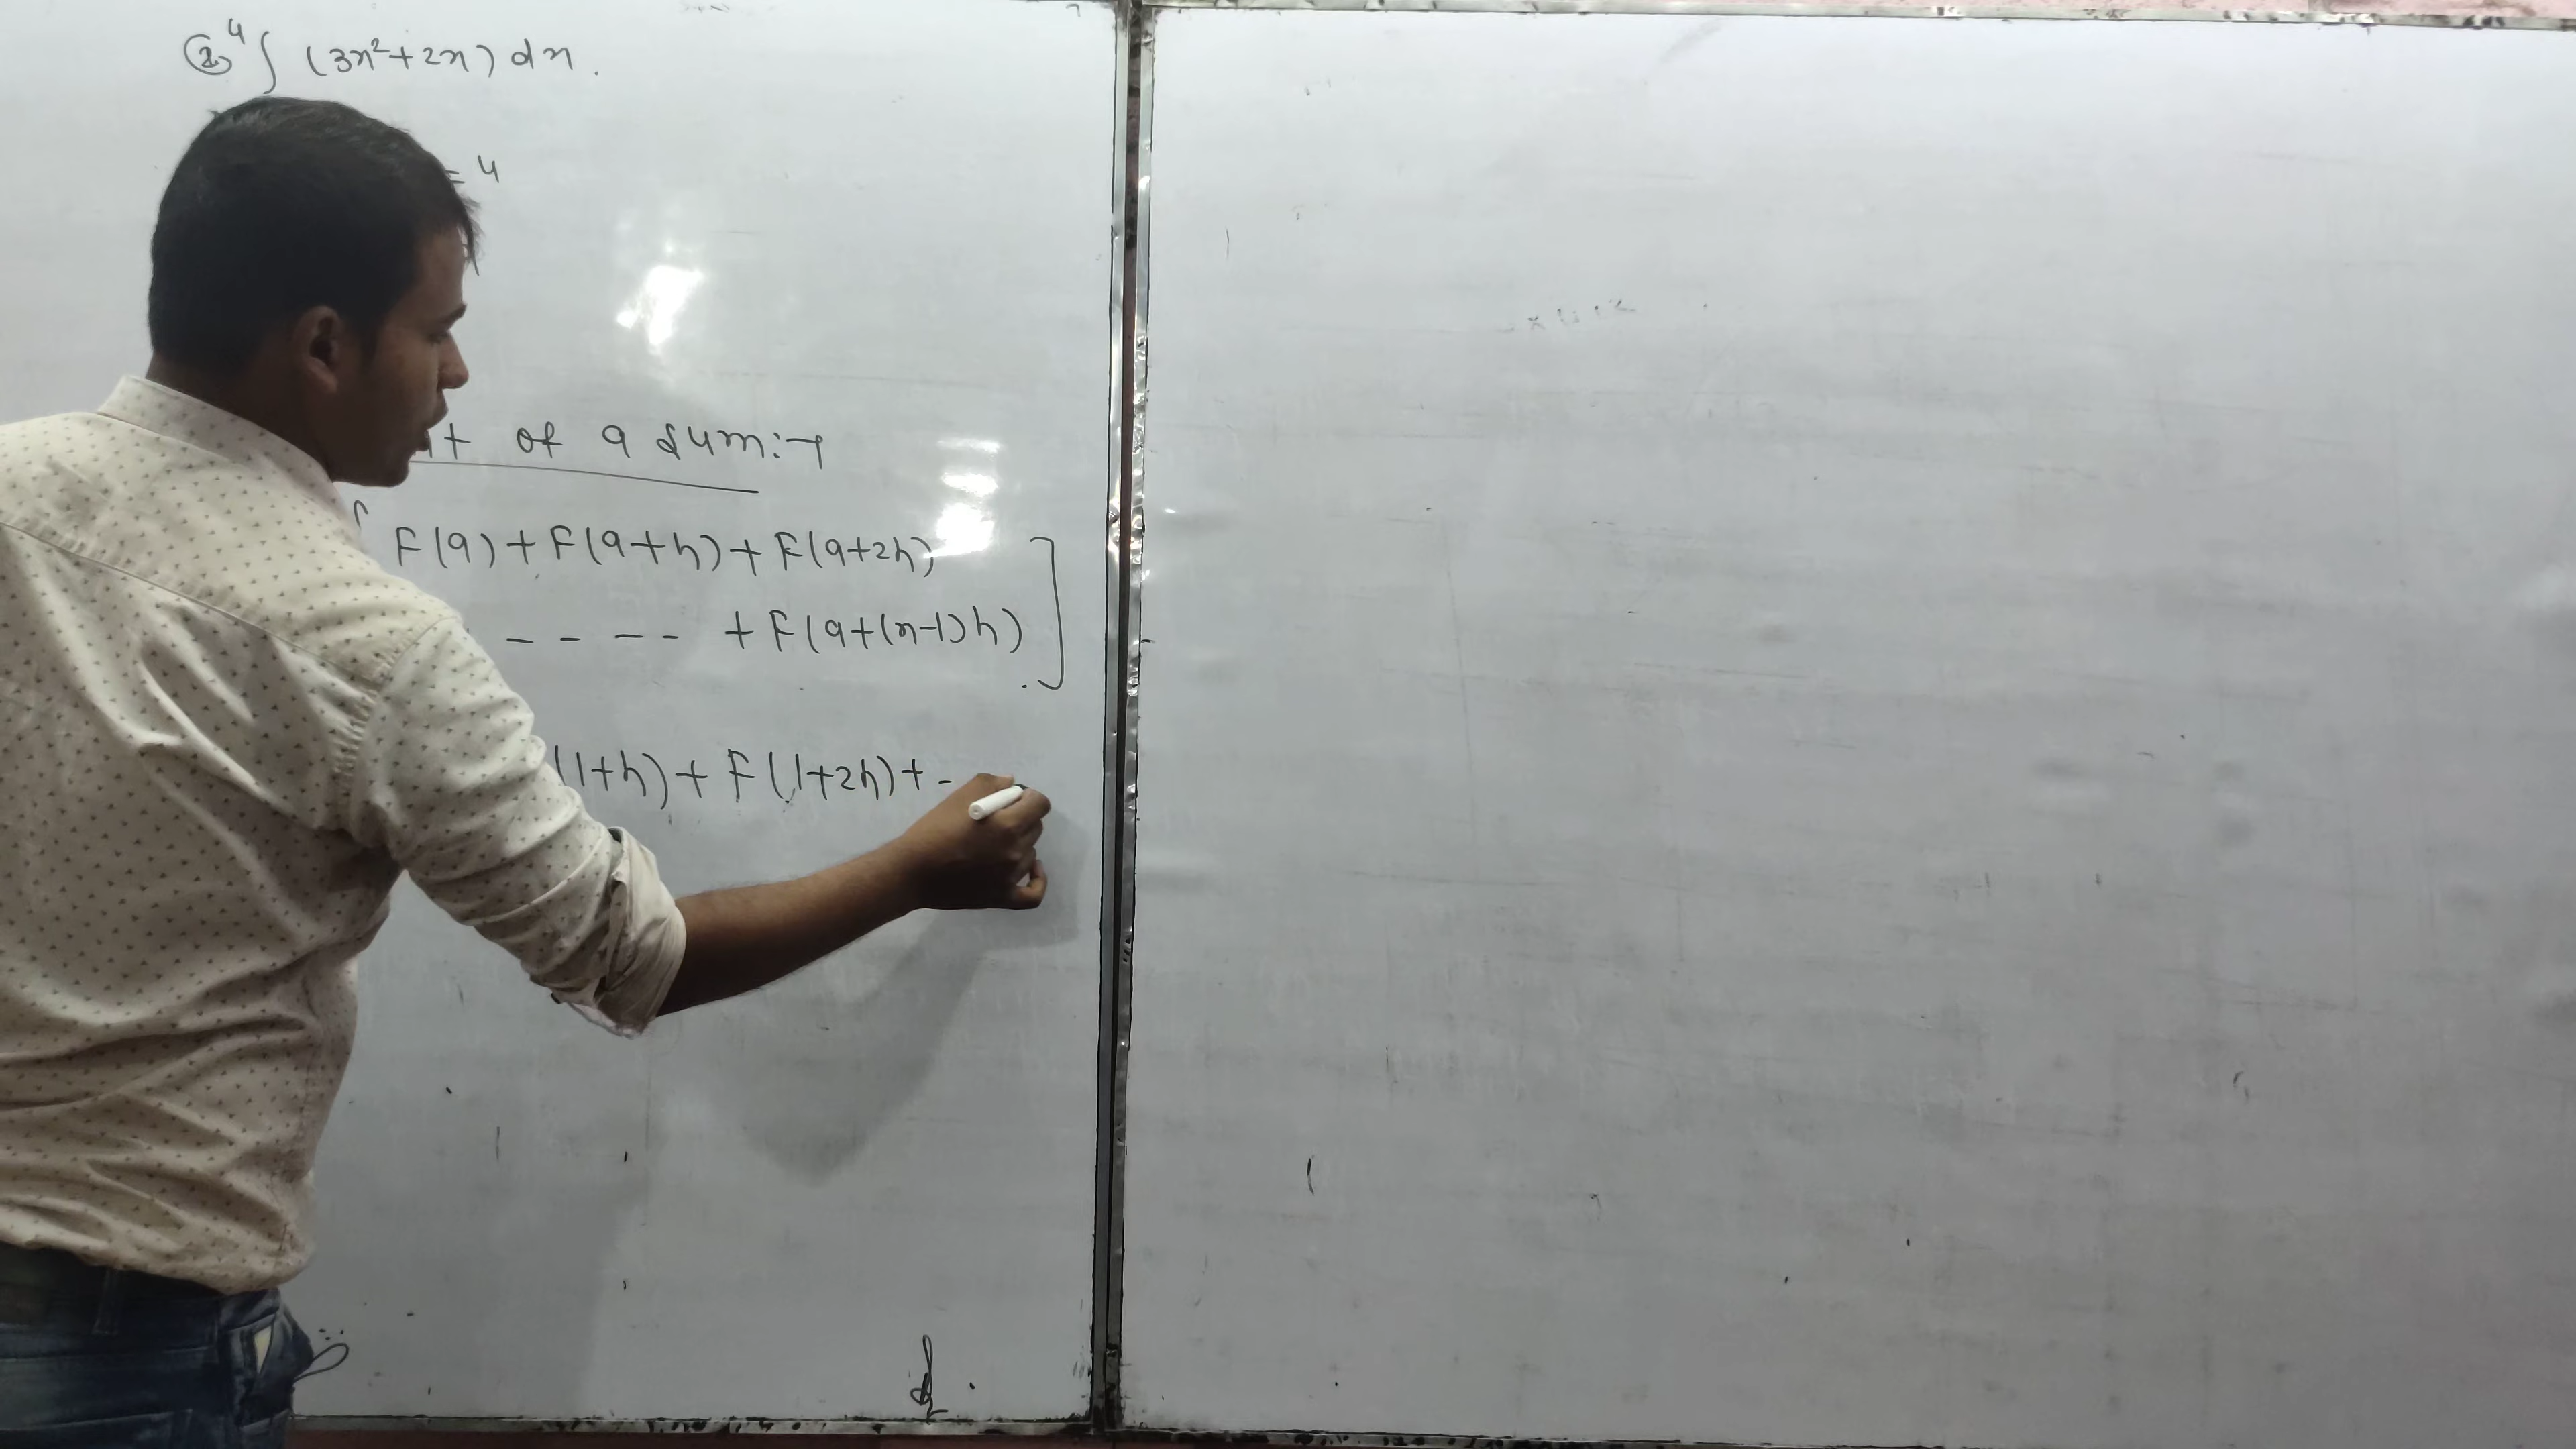 ② 4∫ (3x²+2x) dx.
= 4
of a sum:-
F(a) + F(a+h) + F(a+2h)
---- + F(a+(n-1)h) ]
(1+h) + F(1+2h) + -